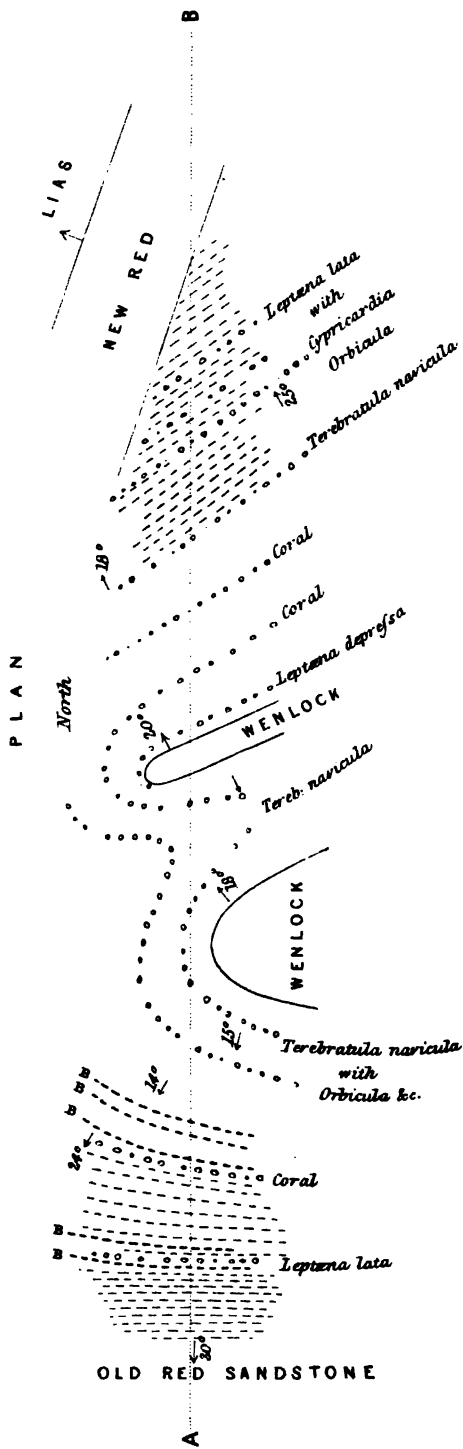 PLAN
North
B
LIAS
NEW RED
Leptæna lata
with
Cypricardia
Orbicula
25°
Terebratula navicula
18°
Coral
Coral
Leptæna depreſsa
20°
WENLOCK
Tereb: navicula
18°
WENLOCK
15°
Terebratula navicula
with
Orbicula &c.
14°
B
B
B
24°
Coral
B
B
Leptæna lata
30°
OLD RED SANDSTONE
A